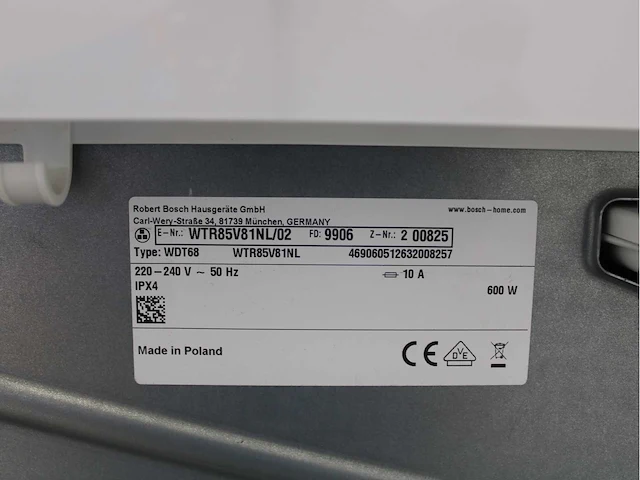 Robert Bosch Hausgeräte GmbH www.bosch-home.com
Carl-Wery-Straße 34, 81739 München, GERMANY
E-Nr.: WTR85V81NL/02 FD: 9906 Z-Nr.: 2 00825
Type: WDT68 WTR85V81NL 469060512632008257
220-240 V ~ 50 Hz 10 A
IPX4 600 W
Made in Poland CE DVE